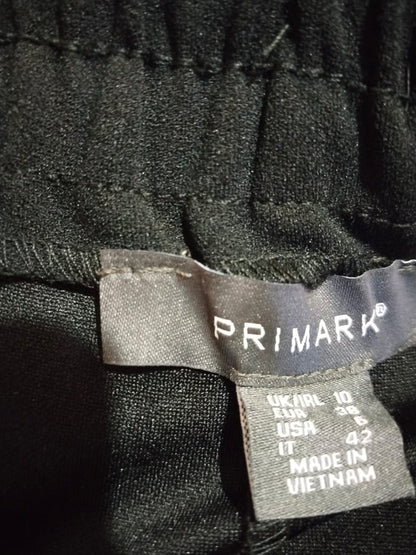 PRIMARK®
UK/IRL 10
EUR 38
USA 6
IT 42
MADE IN
VIETNAM